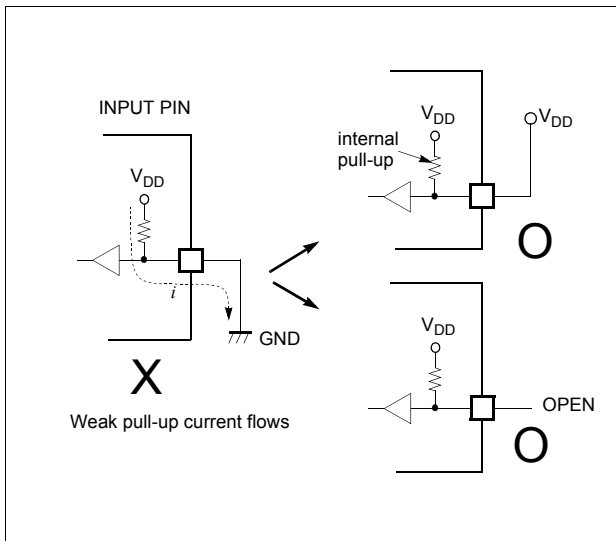 INPUT PIN
VDD
i
GND
X
Weak pull-up current flows
VDD
internal
pull-up
VDD
O
VDD
OPEN
O